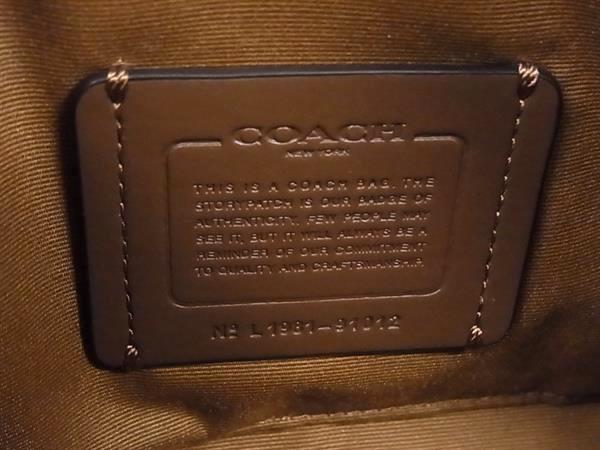 COACH
NEW YORK
THIS IS A COACH BAG. THE
STORYPATCH IS OUR BADGE OF
AUTHENTICITY. FEW PEOPLE MAY
SEE IT, BUT IT WILL ALWAYS BE A
REMINDER OF OUR COMMITMENT
TO QUALITY AND CRAFTSMANSHIP.
Nº L1981-91012